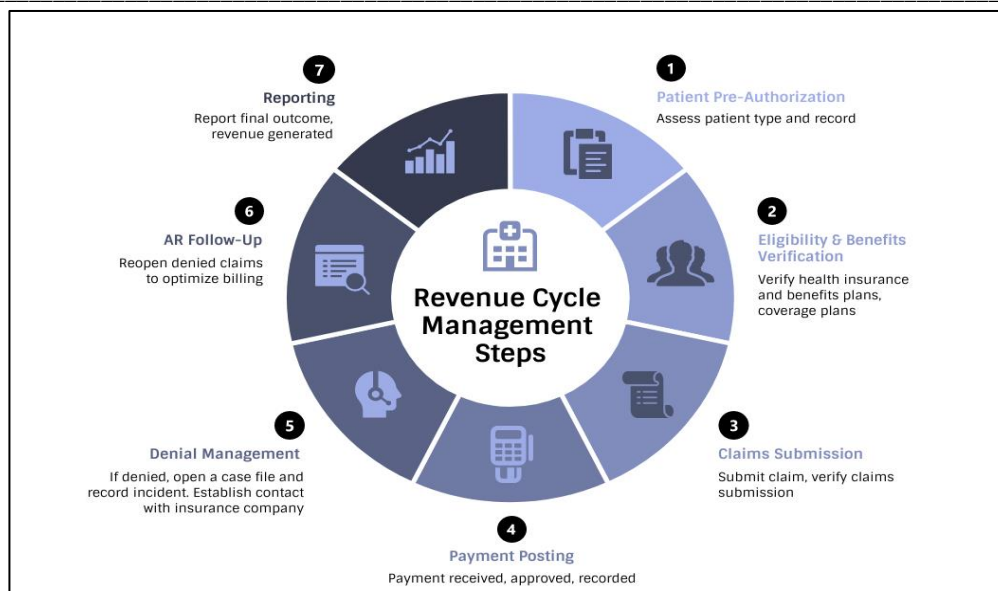 Revenue Cycle
Management
Steps
1
Patient Pre-Authorization
Assess patient type and record
2
Eligibility & Benefits
Verification
Verify health insurance
and benefits plans,
coverage plans
3
Claims Submission
Submit claim, verify claims
submission
4
Payment Posting
Payment received, approved, recorded
5
Denial Management
If denied, open a case file and
record incident. Establish contact
with insurance company
6
AR Follow-Up
Reopen denied claims
to optimize billing
7
Reporting
Report final outcome,
revenue generated